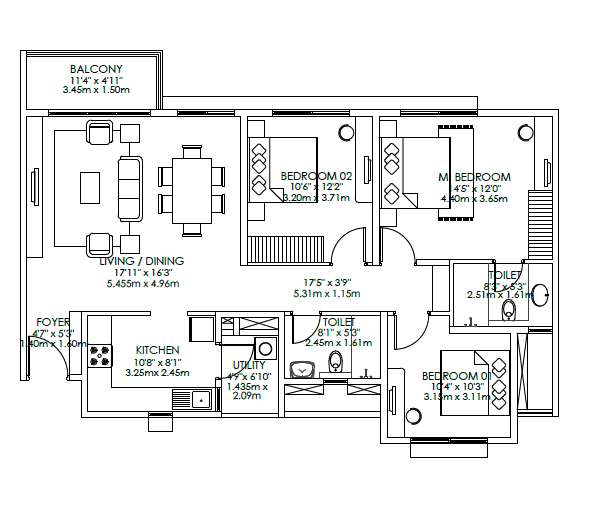 BALCONY
11'4" x 4'11"
3.45m x 1.50m
BEDROOM 02
10'6" x 12'2"
3.20m x 3.71m
M. BEDROOM
14'5" x 12'0"
4.40m x 3.65m
LIVING / DINING
17'11" x 16'3"
5.455m x 4.96m
17'5" x 3'9"
5.31m x 1.15m
TOILET
8'3" x 5'3"
2.51m x 1.61m
FOYER
4'7" x 5'3"
1.40m x 1.60m
KITCHEN
10'8" x 8'1"
3.25m x 2.45m
TOILET
8'1" x 5'3"
2.45m x 1.61m
UTILITY
4'9" x 6'10"
1.435m x
2.09m
BEDROOM 01
10'4" x 10'3"
3.15m x 3.11m